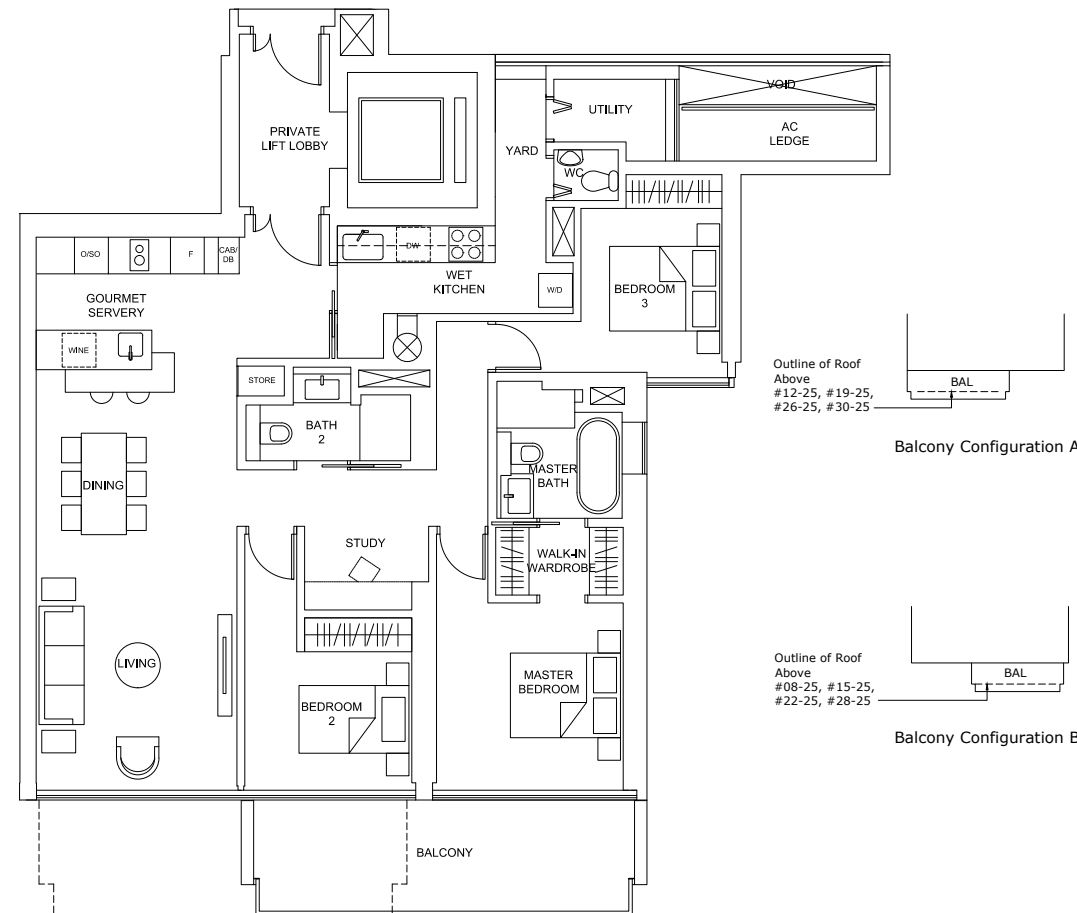 VOID
UTILITY
AC
LEDGE
PRIVATE
LIFT LOBBY
YARD
WC
O/SO
F
CAB/
DB
DW
WET
KITCHEN
W/D
BEDROOM
3
GOURMET
SERVERY
WINE
STORE
BATH
2
MASTER
BATH
DINING
STUDY
WALK-IN
WARDROBE
LIVING
BEDROOM
2
MASTER
BEDROOM
BALCONY
Outline of Roof
Above
#12-25, #19-25,
#26-25, #30-25
BAL
Balcony Configuration A
Outline of Roof
Above
#08-25, #15-25,
#22-25, #28-25
BAL
Balcony Configuration B